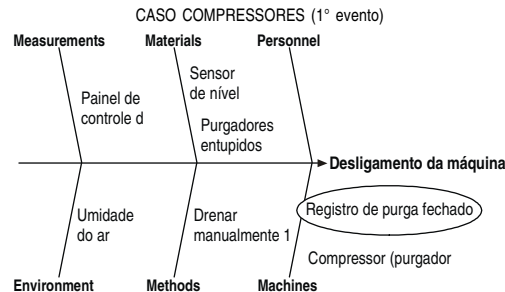 CASO COMPRESSORES (1° evento)
Measurements
Materials
Personnel
Sensor
de nível
Painel de
controle d
Purgadores
entupidos
Desligamento da máquina
Umidade
do ar
Drenar
manualmente 1
Registro de purga fechado
Compressor (purgador
Environment
Methods
Machines